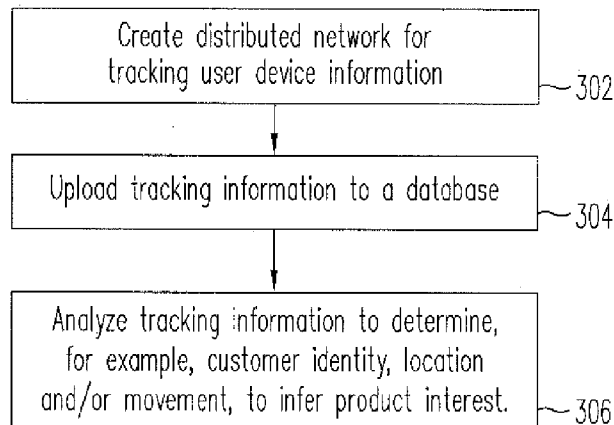 Create distributed network for
tracking user device information
302
Upload tracking information to a database
304
Analyze tracking information to determine,
for example, customer identity, location
and/or movement, to infer product interest.
306